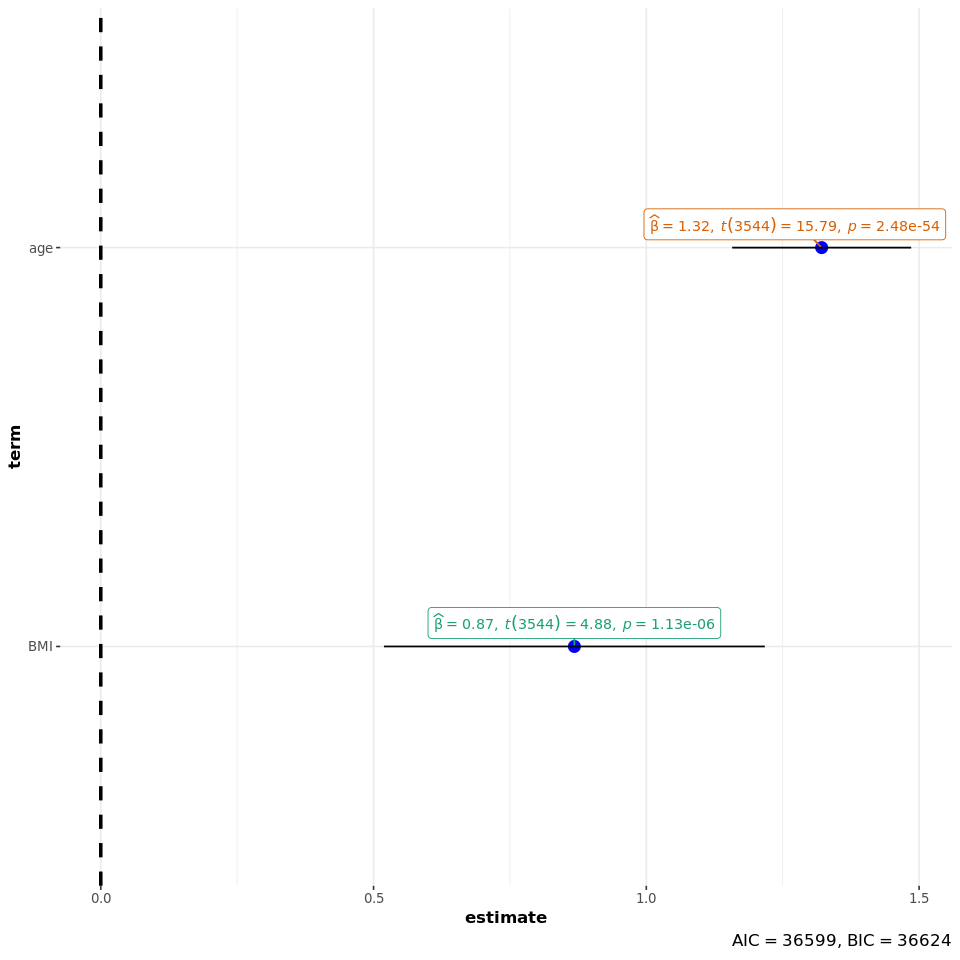 β̂ = 1.32, t(3544) = 15.79, p = 2.48e-54
age
term
β̂ = 0.87, t(3544) = 4.88, p = 1.13e-06
BMI
0.0 0.5 1.0 1.5
estimate
AIC = 36599, BIC = 36624